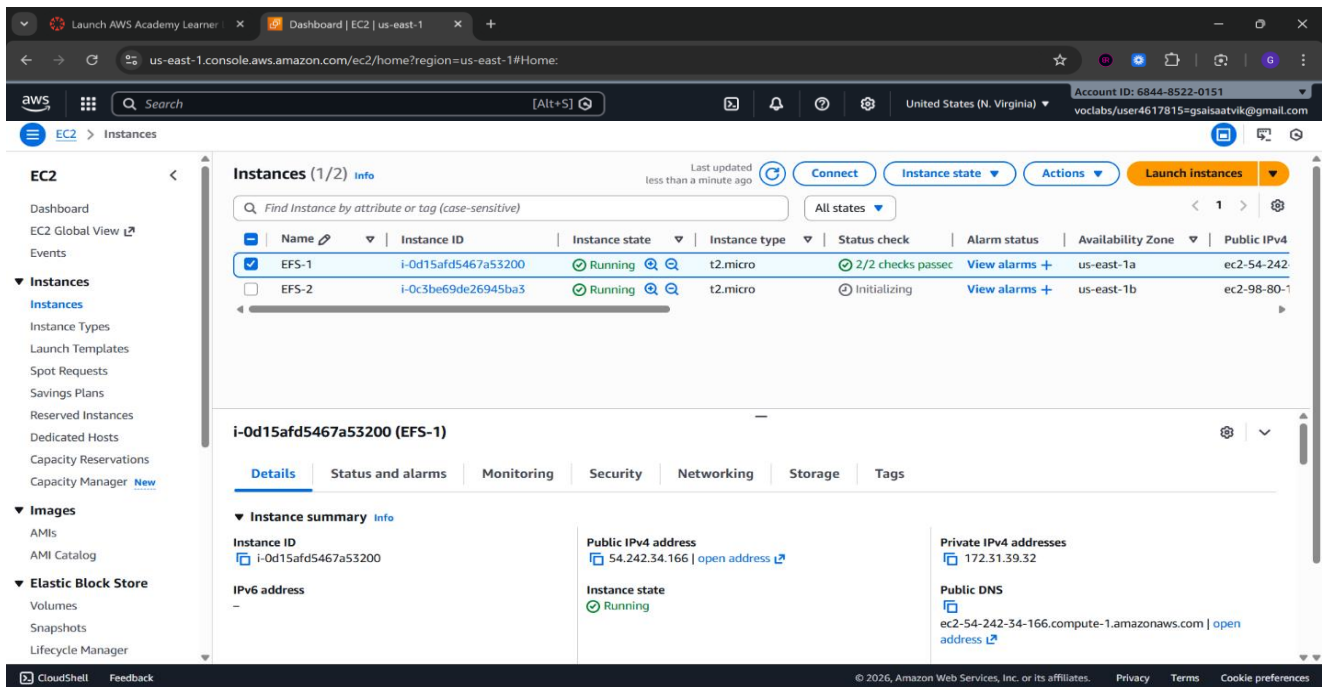 Launch AWS Academy Learner
Dashboard | EC2 | us-east-1
us-east-1.console.aws.amazon.com/ec2/home?region=us-east-1#Home:
G
aws
Search
[Alt+S]
United States (N. Virginia)
Account ID: 6844-8522-0151
voclabs/user4617815=gsaisaatvik@gmail.com
EC2 > Instances
EC2
Dashboard
EC2 Global View
Events
Instances
Instances
Instance Types
Launch Templates
Spot Requests
Savings Plans
Reserved Instances
Dedicated Hosts
Capacity Reservations
Capacity Manager New
Images
AMIs
AMI Catalog
Elastic Block Store
Volumes
Snapshots
Lifecycle Manager
Instances (1/2) Info
Last updated
less than a minute ago
Connect
Instance state
Actions
Launch instances
Find Instance by attribute or tag (case-sensitive)
All states
1
Name Instance ID Instance state Instance type Status check Alarm status Availability Zone Public IPv4
EFS-1 i-0d15afd5467a53200 Running t2.micro 2/2 checks passec View alarms + us-east-1a ec2-54-242
EFS-2 i-0c3be69de26945ba3 Running t2.micro Initializing View alarms + us-east-1b ec2-98-80-1
i-0d15afd5467a53200 (EFS-1)
Details Status and alarms Monitoring Security Networking Storage Tags
Instance summary Info
Instance ID
i-0d15afd5467a53200
Public IPv4 address
54.242.34.166 | open address
Private IPv4 addresses
172.31.39.32
IPv6 address
–
Instance state
Running
Public DNS
ec2-54-242-34-166.compute-1.amazonaws.com | open
address
CloudShell Feedback
© 2026, Amazon Web Services, Inc. or its affiliates. Privacy Terms Cookie preferences